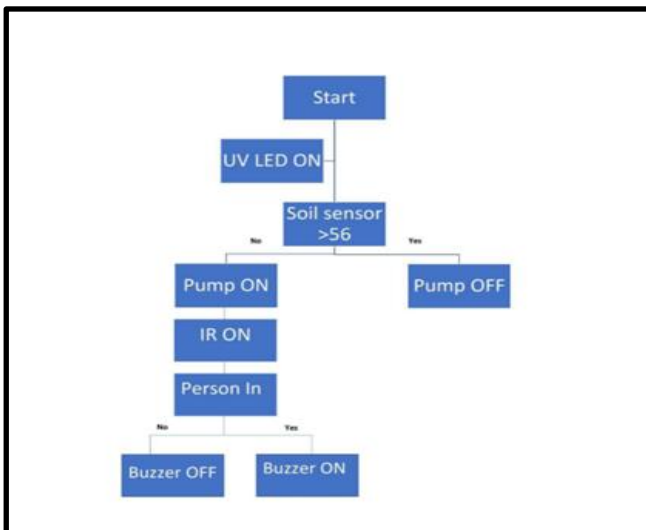 Start
UV LED ON
Soil sensor
>56
No
Yes
Pump ON
Pump OFF
IR ON
Person In
No
Yes
Buzzer OFF
Buzzer ON